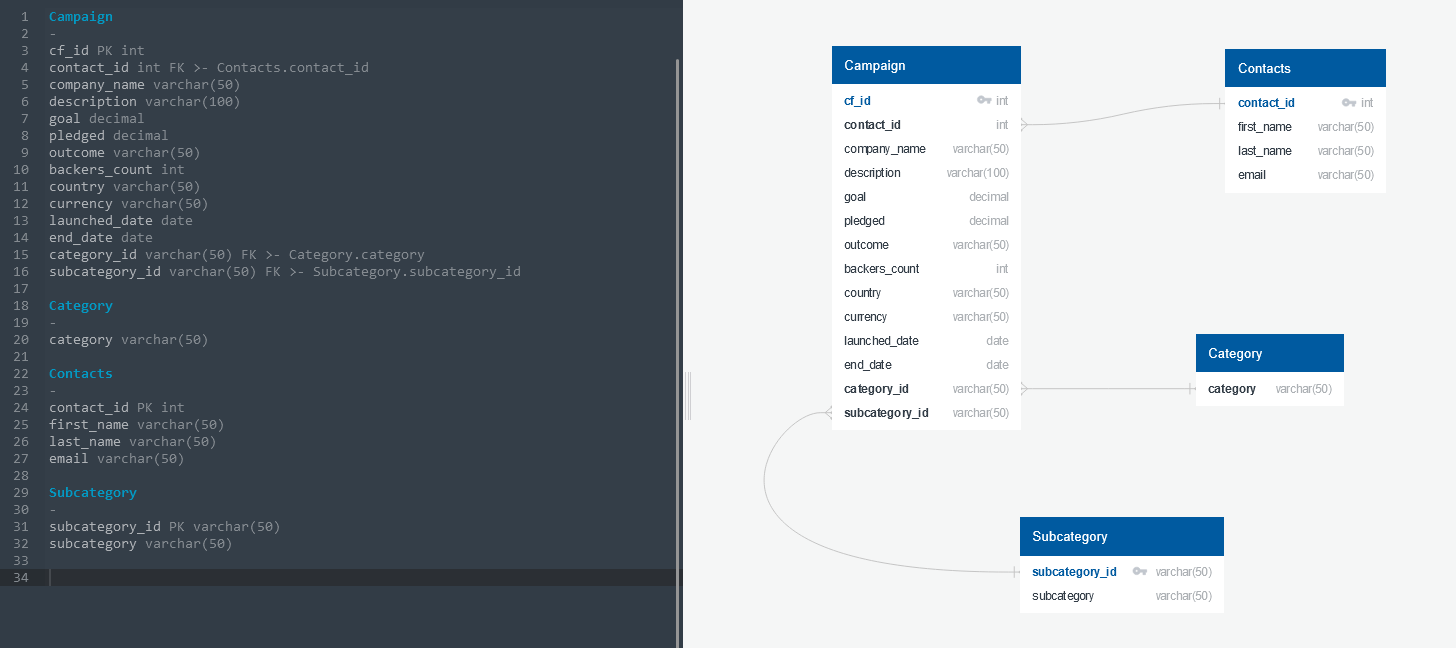 1 Campaign
2 -
3 cf_id PK int
4 contact_id int FK >- Contacts.contact_id
5 company_name varchar(50)
6 description varchar(100)
7 goal decimal
8 pledged decimal
9 outcome varchar(50)
10 backers_count int
11 country varchar(50)
12 currency varchar(50)
13 launched_date date
14 end_date date
15 category_id varchar(50) FK >- Category.category
16 subcategory_id varchar(50) FK >- Subcategory.subcategory_id
17
18 Category
19 -
20 category varchar(50)
21
22 Contacts
23 -
24 contact_id PK int
25 first_name varchar(50)
26 last_name varchar(50)
27 email varchar(50)
28
29 Subcategory
30 -
31 subcategory_id PK varchar(50)
32 subcategory varchar(50)
33
34
Campaign
cf_id int
contact_id int
company_name varchar(50)
description varchar(100)
goal decimal
pledged decimal
outcome varchar(50)
backers_count int
country varchar(50)
currency varchar(50)
launched_date date
end_date date
category_id varchar(50)
subcategory_id varchar(50)
Contacts
contact_id int
first_name varchar(50)
last_name varchar(50)
email varchar(50)
Category
category varchar(50)
Subcategory
subcategory_id varchar(50)
subcategory varchar(50)